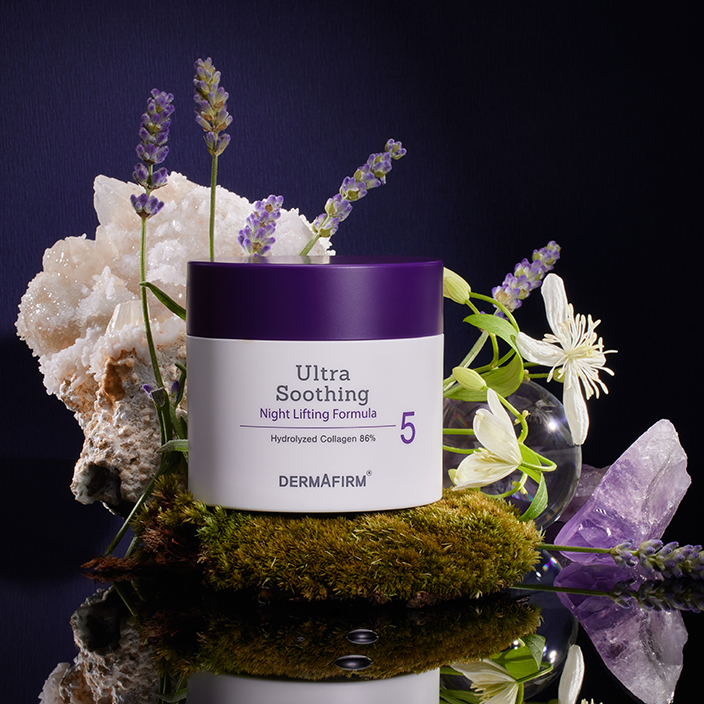 Ultra
Soothing
Night Lifting Formula
5
Hydrolyzed Collagen 86%
DERMAFIRM®